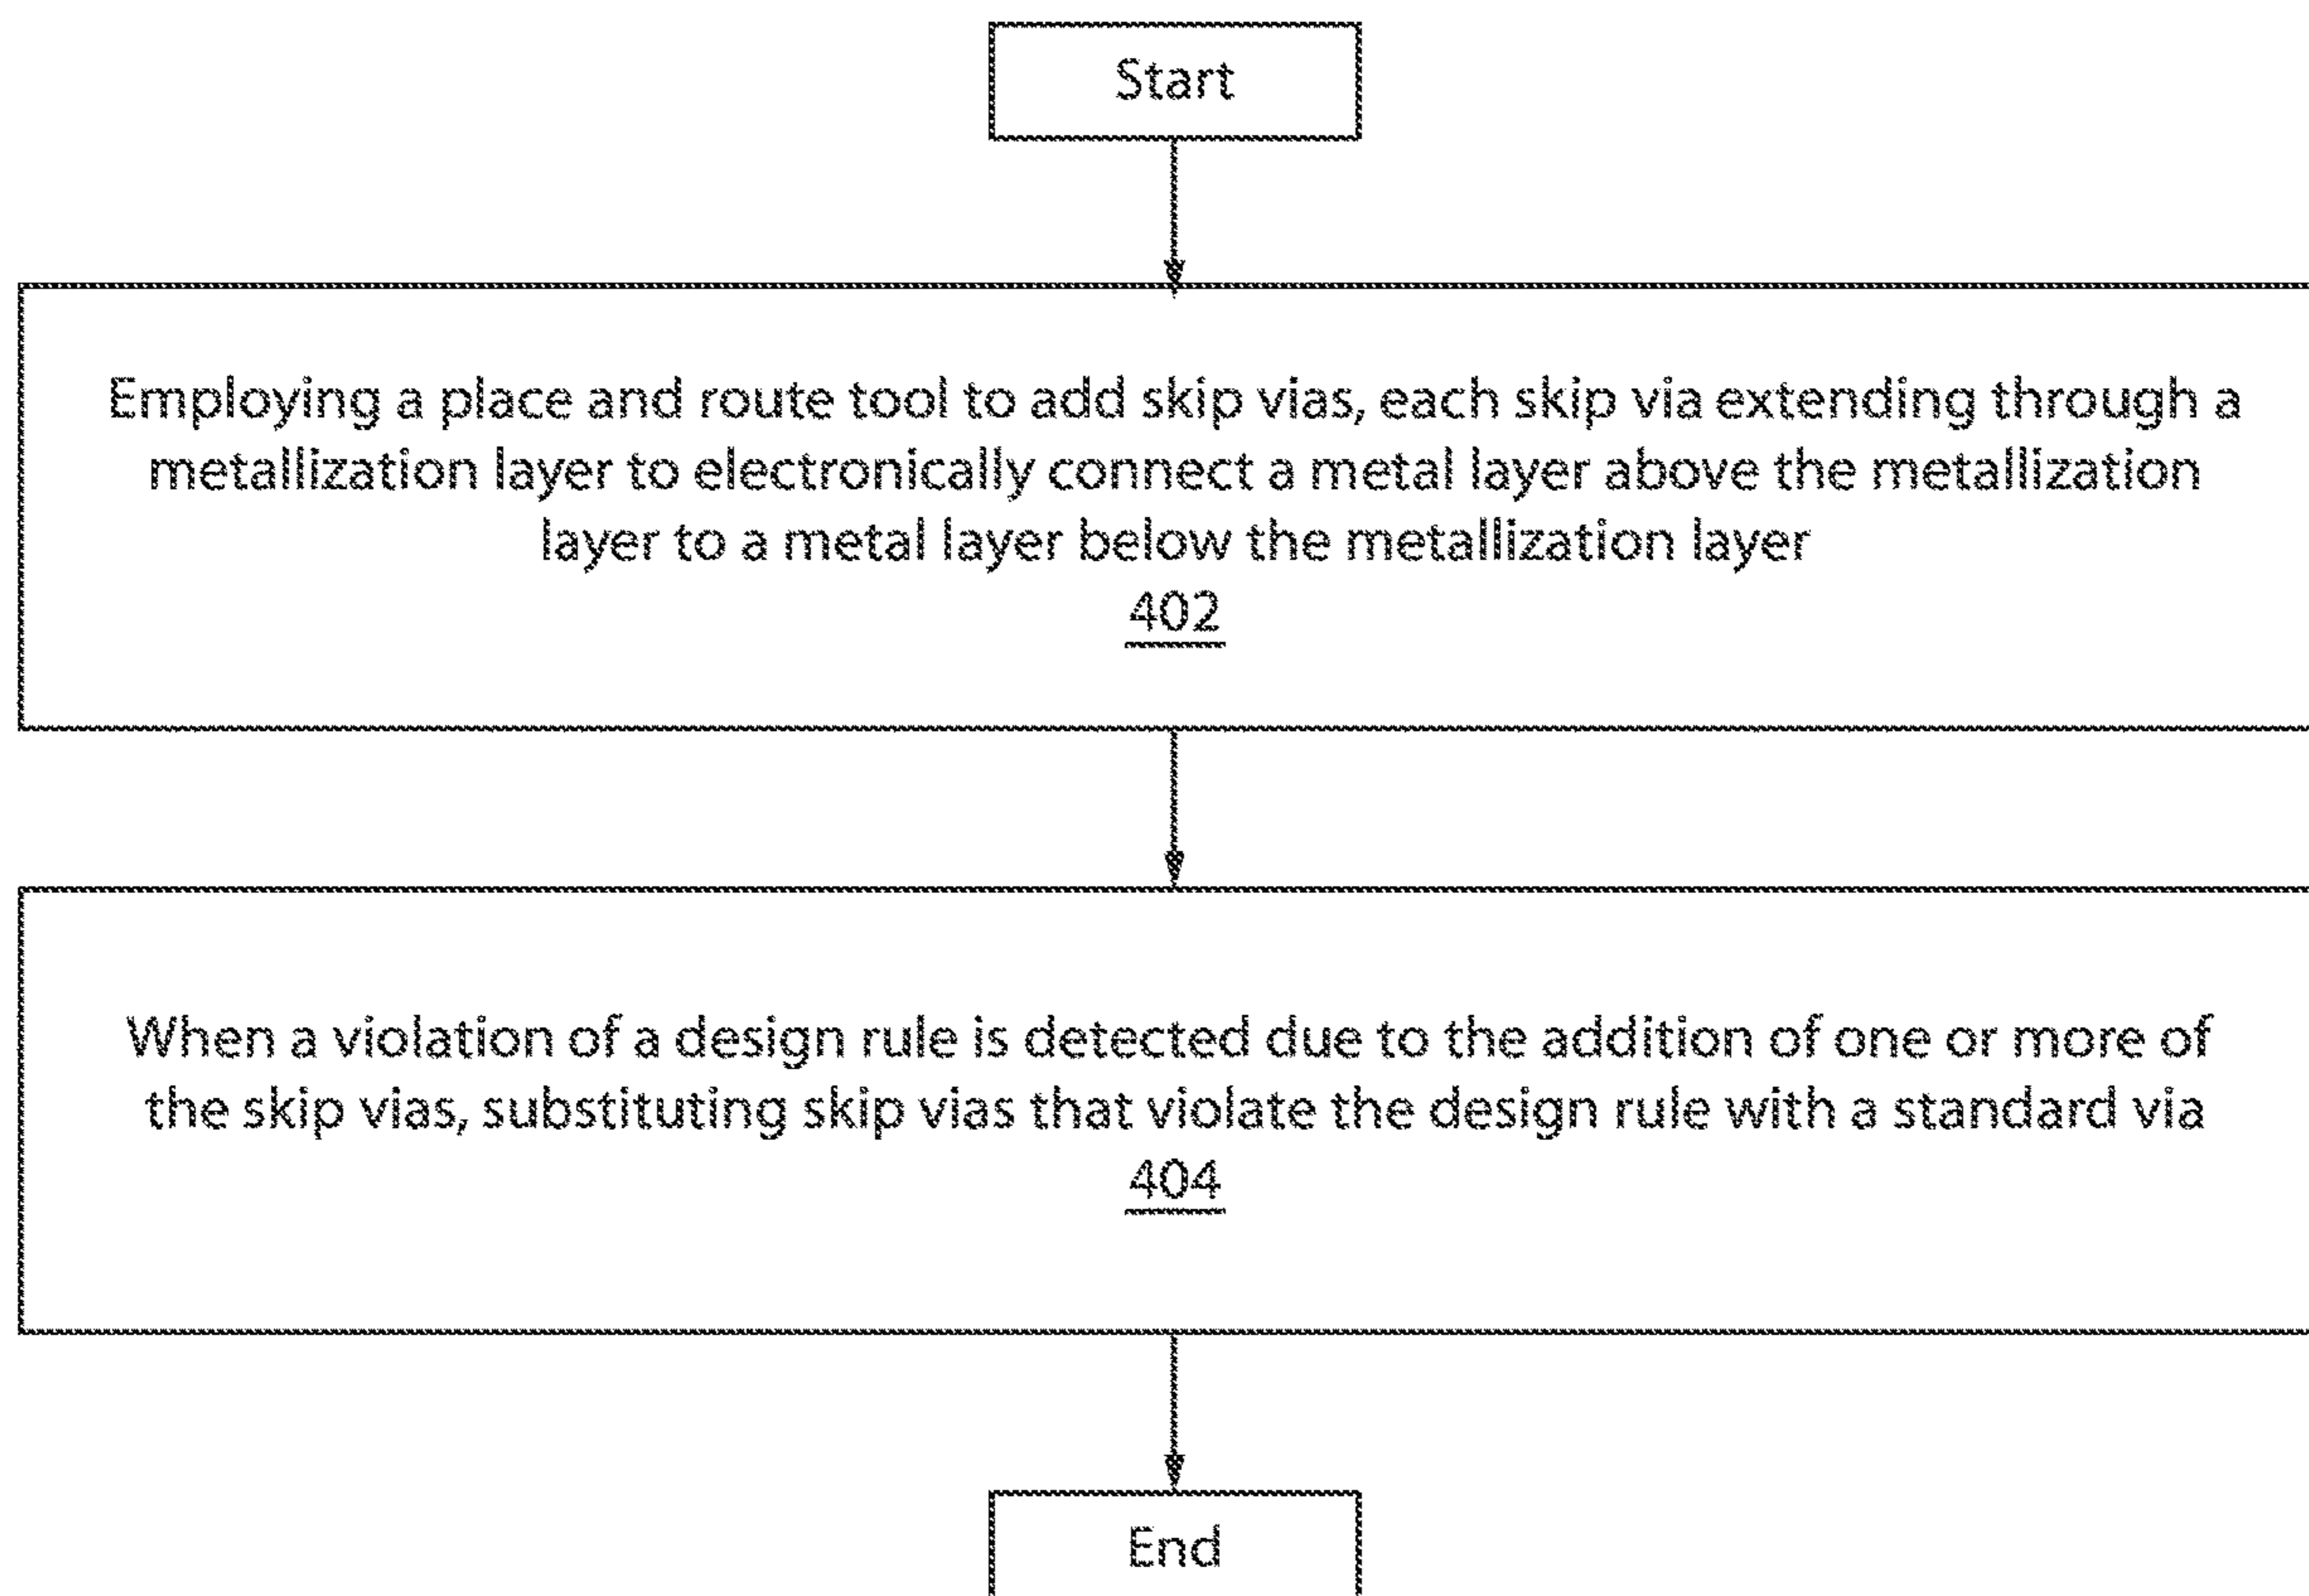 Start
Employing a place and route tool to add skip vias, each skip via extending through a
metallization layer to electronically connect a metal layer above the metallization
layer to a metal layer below the metallization layer
402
When a violation of a design rule is detected due to the addition of one or more of
the skip vias, substituting skip vias that violate the design rule with a standard via
404
End